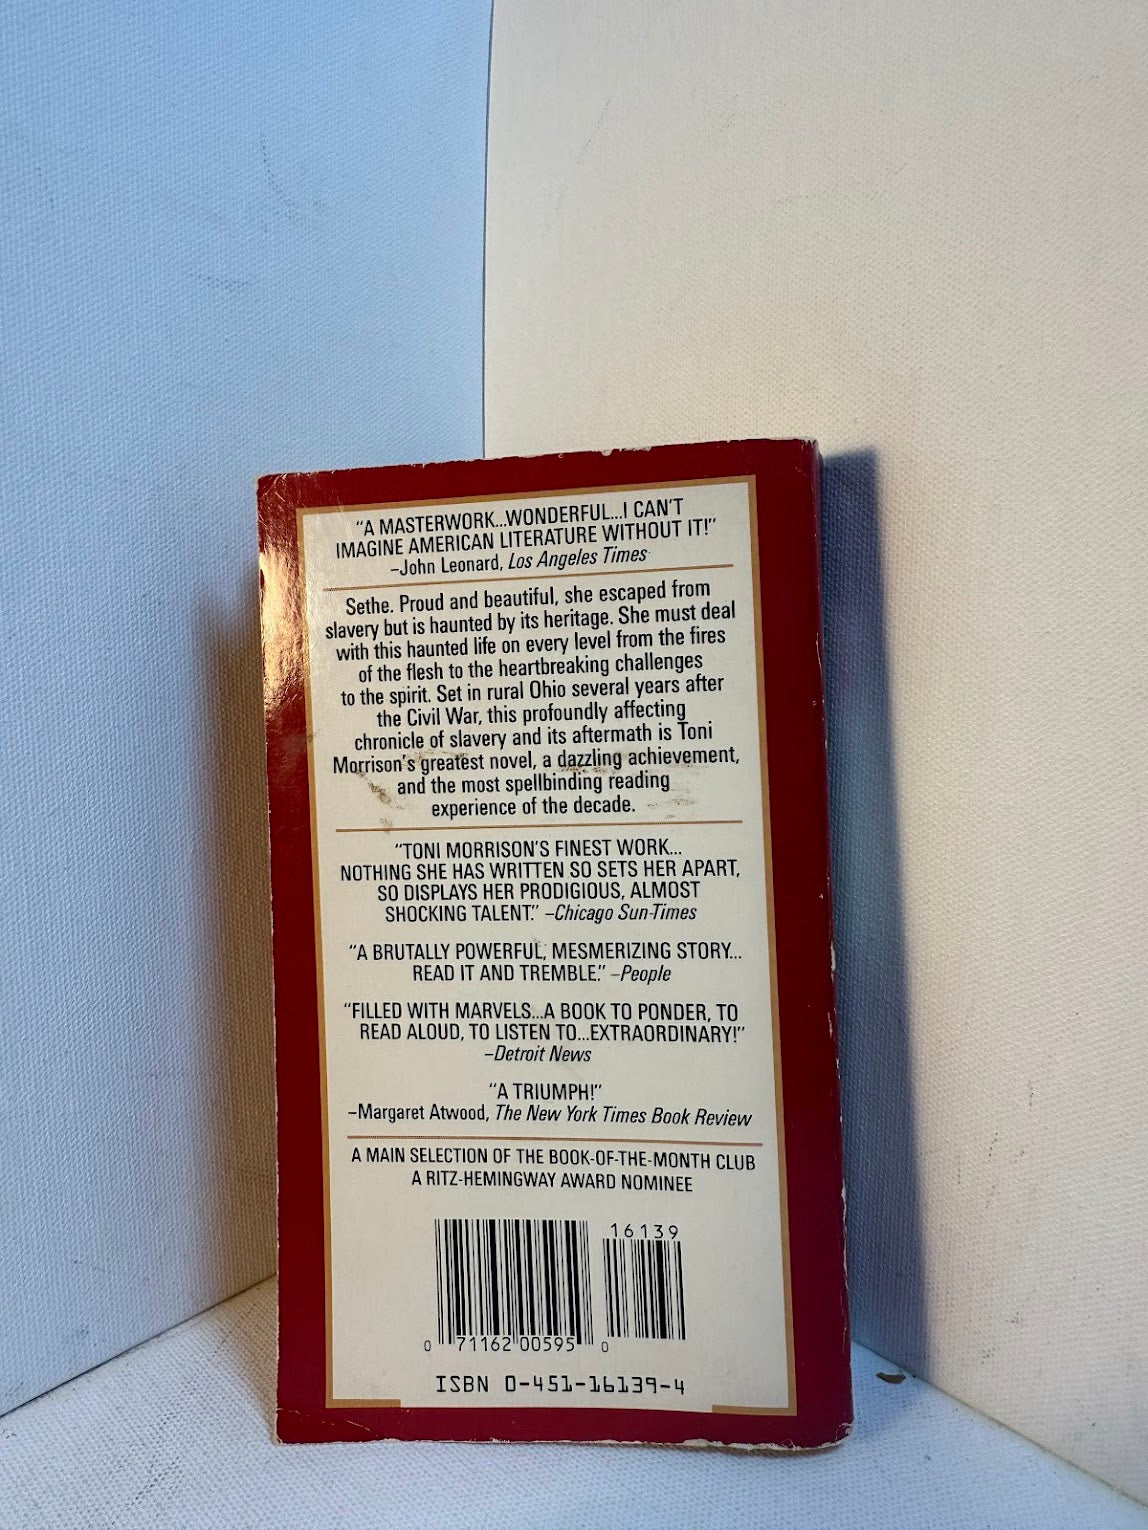 “A MASTERWORK...WONDERFUL...I CAN'T
IMAGINE AMERICAN LITERATURE WITHOUT IT!”
–John Leonard, Los Angeles Times
Sethe. Proud and beautiful, she escaped from
slavery but is haunted by its heritage. She must deal
with this haunted life on every level from the fires
of the flesh to the heartbreaking challenges
to the spirit. Set in rural Ohio several years after
the Civil War, this profoundly affecting
chronicle of slavery and its aftermath is Toni
Morrison's greatest novel, a dazzling achievement,
and the most spellbinding reading
experience of the decade.
“TONI MORRISON'S FINEST WORK...
NOTHING SHE HAS WRITTEN SO SETS HER APART,
SO DISPLAYS HER PRODIGIOUS, ALMOST
SHOCKING TALENT.” –Chicago Sun-Times
“A BRUTALLY POWERFUL, MESMERIZING STORY...
READ IT AND TREMBLE.” –People
“FILLED WITH MARVELS...A BOOK TO PONDER, TO
READ ALOUD, TO LISTEN TO...EXTRAORDINARY!”
–Detroit News
“A TRIUMPH!”
–Margaret Atwood, The New York Times Book Review
A MAIN SELECTION OF THE BOOK-OF-THE-MONTH CLUB
A RITZ-HEMINGWAY AWARD NOMINEE
16139
0 71162 00595 0
ISBN 0-451-16139-4